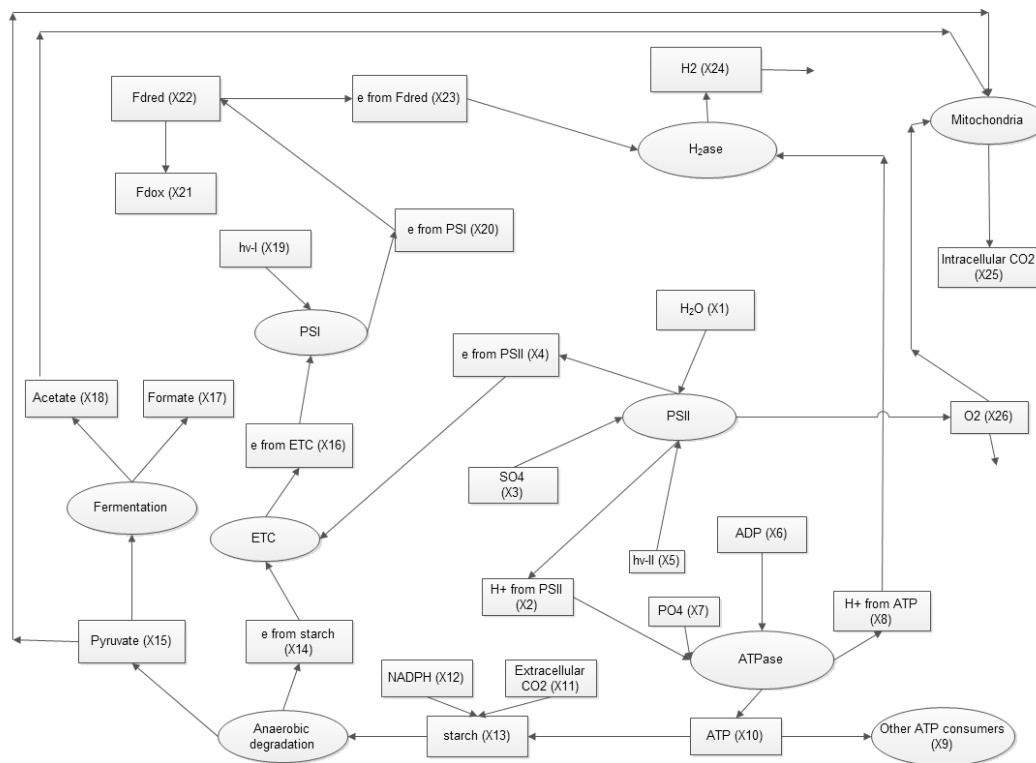 H2 (X24)
Fdred (X22)
e from Fdred (X23)
Mitochondria
H₂ase
Fdox (X21
e from PSI (X20)
hv-I (X19)
Intracellular CO2
(X25)
H₂O (X1)
PSI
e from PSII (X4)
Acetate (X18)
Formate (X17)
PSII
O2 (X26)
e from ETC (X16)
SO4
(X3)
Fermentation
ETC
ADP (X6)
hv-II (X5)
H+ from PSII
(X2)
PO4 (X7)
H+ from ATP
(X8)
Pyruvate (X15)
e from starch
(X14)
ATPase
NADPH (X12)
Extracellular
CO2 (X11)
Anaerobic
degradation
starch (X13)
ATP (X10)
Other ATP consumers
(X9)